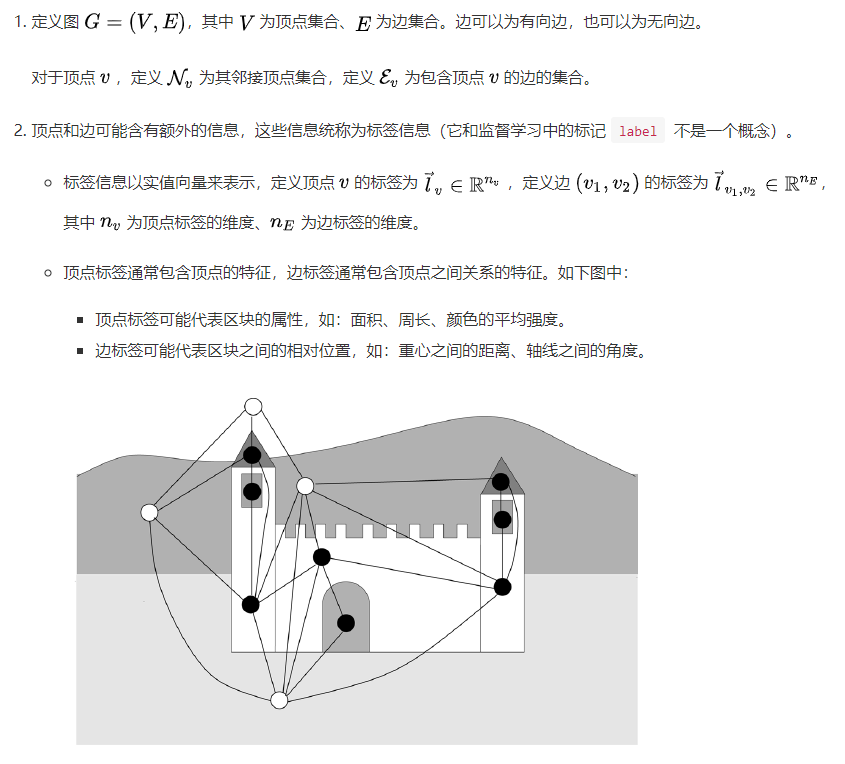 1. 定义图 G = (V, E)，其中 V 为顶点集合、E 为边集合。边可以为有向边，也可以为无向边。
对于顶点 v ，定义 𝒩_v 为其邻接顶点集合，定义 ℰ_v 为包含顶点 v 的边的集合。
2. 顶点和边可能含有额外的信息，这些信息统称为标签信息（它和监督学习中的标记 label 不是一个概念）。
○ 标签信息以实值向量来表示，定义顶点 v 的标签为 \vec{l}_v ∈ ℝ^{n_v} ，定义边 (v_1, v_2) 的标签为 \vec{l}_{v_1,v_2} ∈ ℝ^{n_E} ，
其中 n_v 为顶点标签的维度、n_E 为边标签的维度。
○ 顶点标签通常包含顶点的特征，边标签通常包含顶点之间关系的特征。如下图中：
■ 顶点标签可能代表区块的属性，如：面积、周长、颜色的平均强度。
■ 边标签可能代表区块之间的相对位置，如：重心之间的距离、轴线之间的角度。